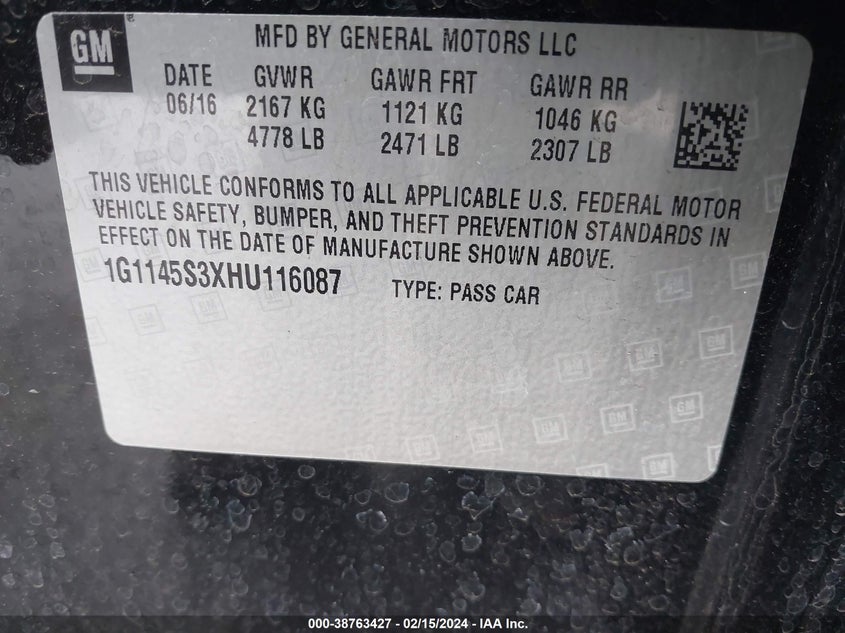 GM
MFD BY GENERAL MOTORS LLC
DATE GVWR GAWR FRT GAWR RR
06/16 2167 KG 1121 KG 1046 KG
4778 LB 2471 LB 2307 LB
THIS VEHICLE CONFORMS TO ALL APPLICABLE U.S. FEDERAL MOTOR
VEHICLE SAFETY, BUMPER, AND THEFT PREVENTION STANDARDS IN
EFFECT ON THE DATE OF MANUFACTURE SHOWN ABOVE.
1G1145S3XHU116087 TYPE: PASS CAR
000-38763427 - 02/15/2024 - IAA Inc.